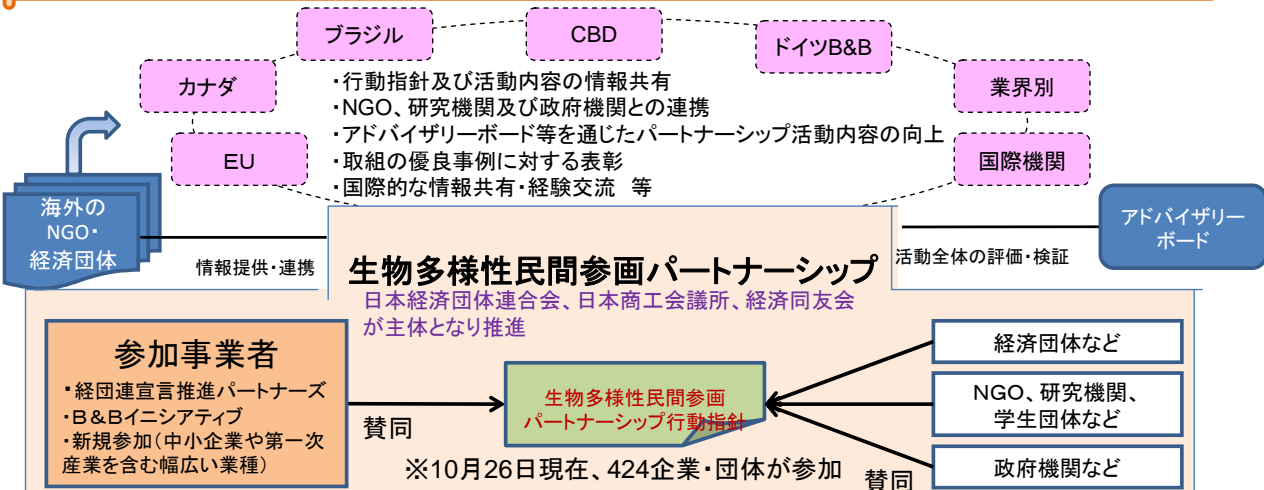 ブラジル
CBD
ドイツB&B
カナダ
業界別
EU
国際機関
・行動指針及び活動内容の情報共有
・NGO、研究機関及び政府機関との連携
・アドバイザリーボード等を通じたパートナーシップ活動内容の向上
・取組の優良事例に対する表彰
・国際的な情報共有・経験交流　等
海外の
NGO・
経済団体
アドバイザリー
ボード
情報提供・連携
活動全体の評価・検証
生物多様性民間参画パートナーシップ
日本経済団体連合会、日本商工会議所、経済同友会
が主体となり推進
参加事業者
・経団連宣言推進パートナーズ
・B&Bイニシアティブ
・新規参加(中小企業や第一次
産業を含む幅広い業種)
賛同
生物多様性民間参画
パートナーシップ行動指針
経済団体など
NGO、研究機関、
学生団体など
政府機関など
※10月26日現在、424企業・団体が参加
賛同